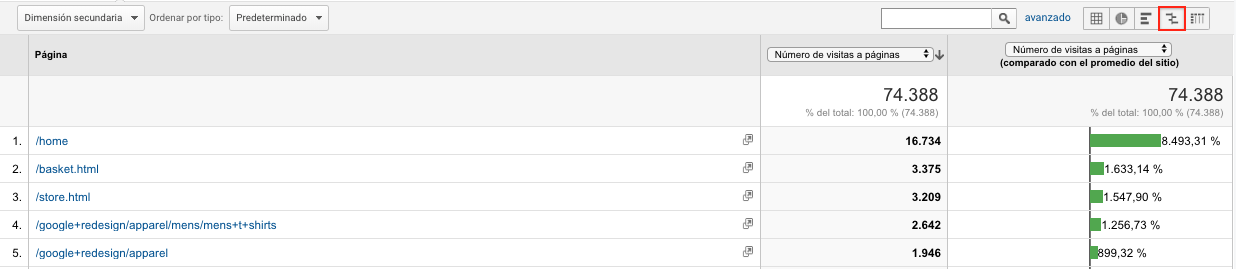 Dimensión secundaria Ordenar por tipo: Predeterminado avanzado
Página Número de visitas a páginas Número de visitas a páginas
(comparado con el promedio del sitio)
74.388 74.388
% del total: 100,00 % (74.388) % del total: 100,00 % (74.388)
1. /home 16.734 8.493,31 %
2. /basket.html 3.375 1.633,14 %
3. /store.html 3.209 1.547,90 %
4. /google+redesign/apparel/mens/mens+t+shirts 2.642 1.256,73 %
5. /google+redesign/apparel 1.946 899,32 %